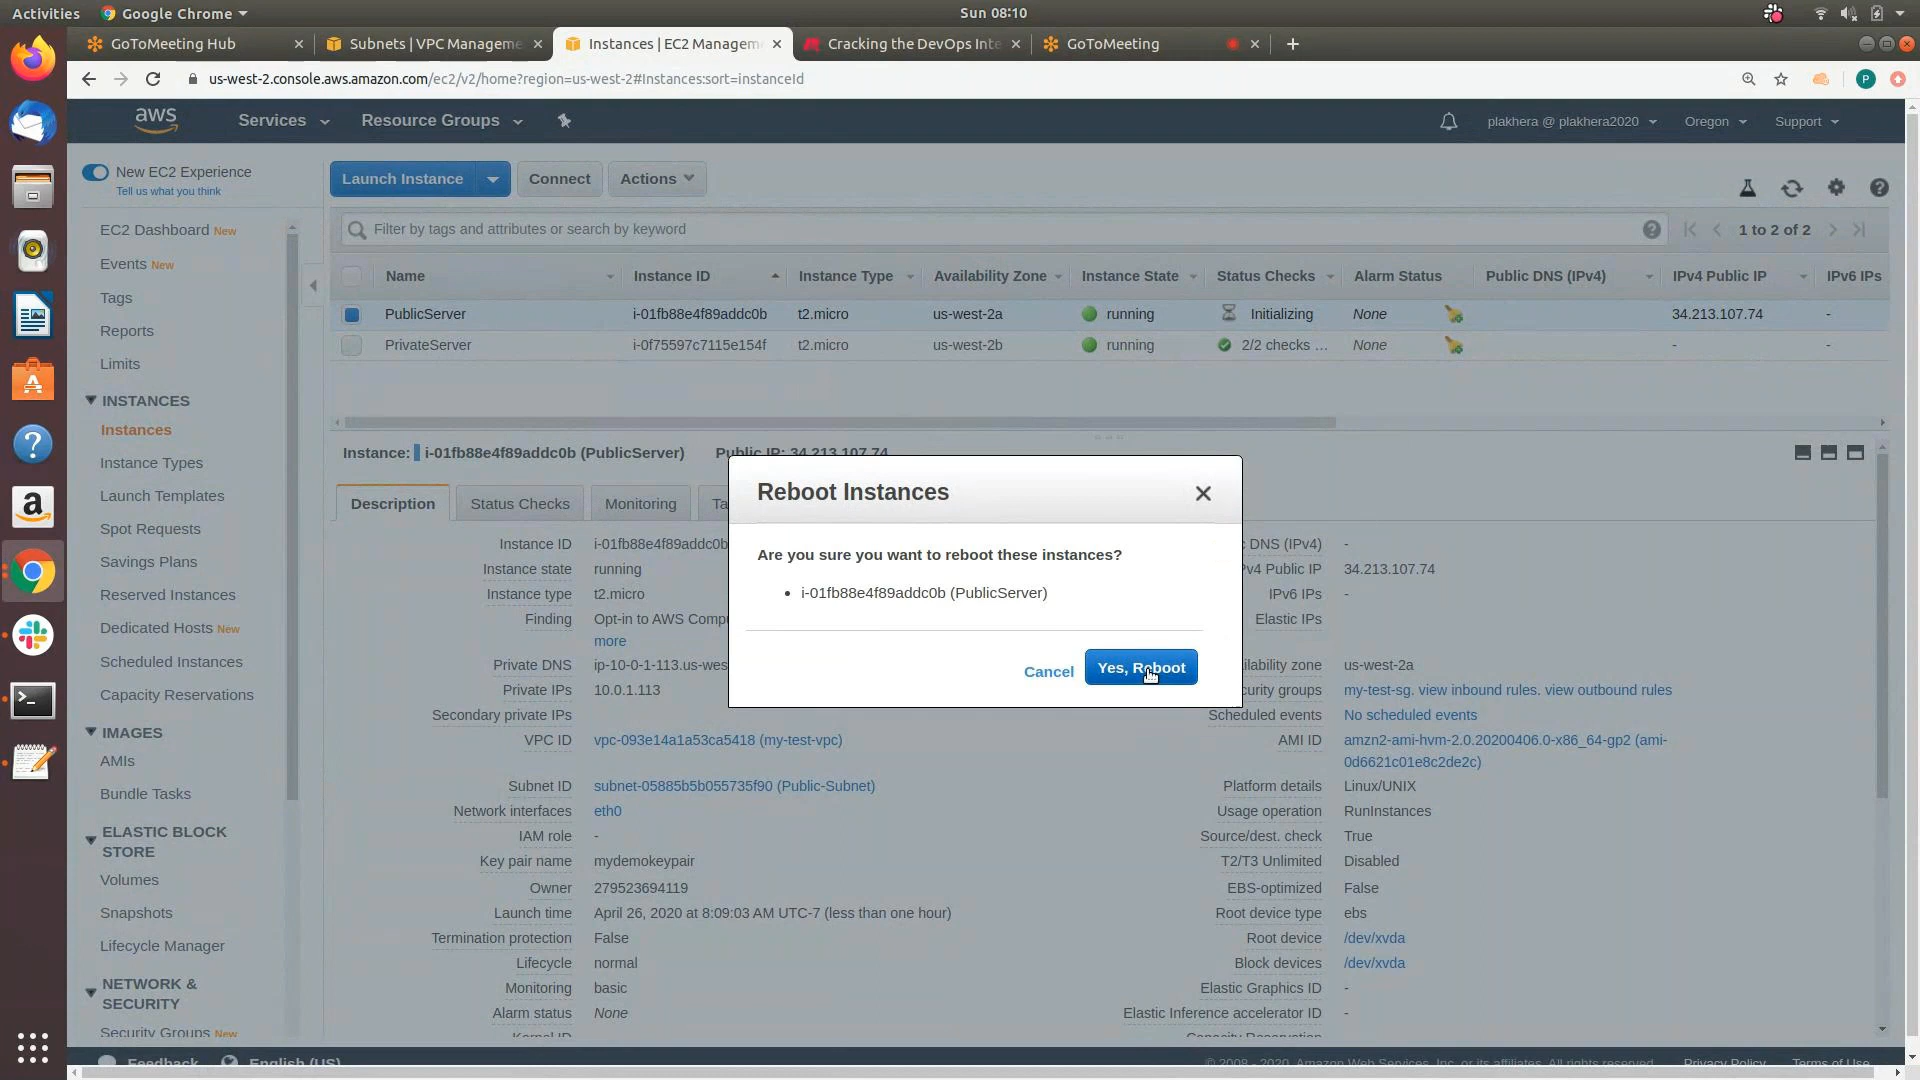 Activities
Google Chrome
Sun 08:10
GoToMeeting Hub
Subnets | VPC Manageme
Instances | EC2 Managem
Cracking the DevOps Inte
GoToMeeting
us-west-2.console.aws.amazon.com/ec2/v2/home?region=us-west-2#Instances:sort=instanceId
P
aws
Services
Resource Groups
plakhera @ plakhera2020
Oregon
Support
New EC2 Experience
Tell us what you think
Launch Instance
Connect
Actions
EC2 Dashboard New
Events New
Tags
Reports
Limits
INSTANCES
Instances
Instance Types
Launch Templates
Spot Requests
Savings Plans
Reserved Instances
Dedicated Hosts New
Scheduled Instances
Capacity Reservations
IMAGES
AMIs
Bundle Tasks
ELASTIC BLOCK
STORE
Volumes
Snapshots
Lifecycle Manager
NETWORK &
SECURITY
Security Groups New
Filter by tags and attributes or search by keyword
1 to 2 of 2
Name Instance ID Instance Type Availability Zone Instance State Status Checks Alarm Status Public DNS (IPv4) IPv4 Public IP IPv6 IPs
PublicServer i-01fb88e4f89addc0b t2.micro us-west-2a running Initializing None 34.213.107.74 -
PrivateServer i-0f75597c7115e154f t2.micro us-west-2b running 2/2 checks ... None - -
Instance: i-01fb88e4f89addc0b (PublicServer) Public IP: 34.213.107.74
Description
Status Checks
Monitoring
Ta
Reboot Instances
Are you sure you want to reboot these instances?
• i-01fb88e4f89addc0b (PublicServer)
Cancel
Yes, Reboot
Instance ID i-01fb88e4f89addc0b
Instance state running
Instance type t2.micro
Finding Opt-in to AWS Compu
more
Private DNS ip-10-0-1-113.us-wes
Private IPs 10.0.1.113
Secondary private IPs
VPC ID vpc-093e14a1a53ca5418 (my-test-vpc)
Subnet ID subnet-05885b5b055735f90 (Public-Subnet)
Network interfaces eth0
IAM role -
Key pair name mydemokeypair
Owner 279523694119
Launch time April 26, 2020 at 8:09:03 AM UTC-7 (less than one hour)
Termination protection False
Lifecycle normal
Monitoring basic
Alarm status None
Kernel ID
c DNS (IPv4) -
Pv4 Public IP 34.213.107.74
IPv6 IPs -
Elastic IPs
ilability zone us-west-2a
curity groups my-test-sg. view inbound rules. view outbound rules
Scheduled events No scheduled events
AMI ID amzn2-ami-hvm-2.0.20200406.0-x86_64-gp2 (ami-
0d6621c01e8c2de2c)
Platform details Linux/UNIX
Usage operation RunInstances
Source/dest. check True
T2/T3 Unlimited Disabled
EBS-optimized False
Root device type ebs
Root device /dev/xvda
Block devices /dev/xvda
Elastic Graphics ID -
Elastic Inference accelerator ID -
Capacity Reservation
Feedback
English (US)
© 2008 - 2020, Amazon Web Services, Inc. or its affiliates. All rights reserved.
Privacy Policy
Terms of Use